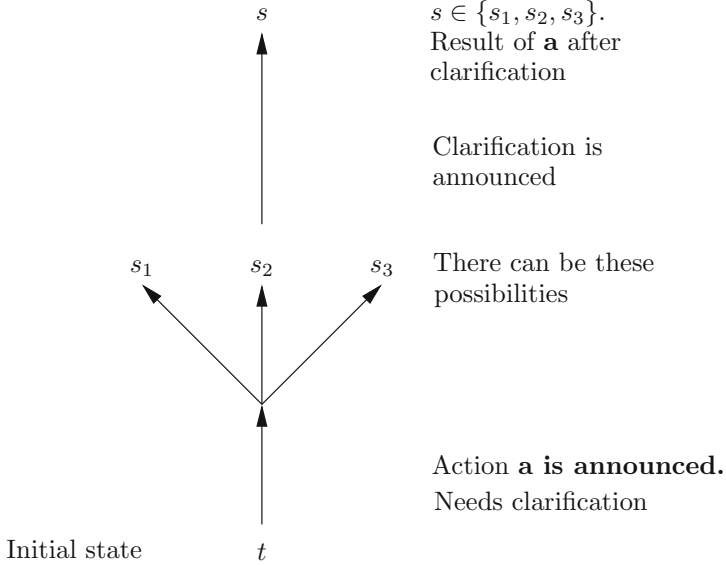 s
s ∈ {s₁, s₂, s₃}.
Result of a after
clarification
Clarification is
announced
s₁ s₂ s₃
There can be these
possibilities
Action a is announced.
Needs clarification
Initial state t